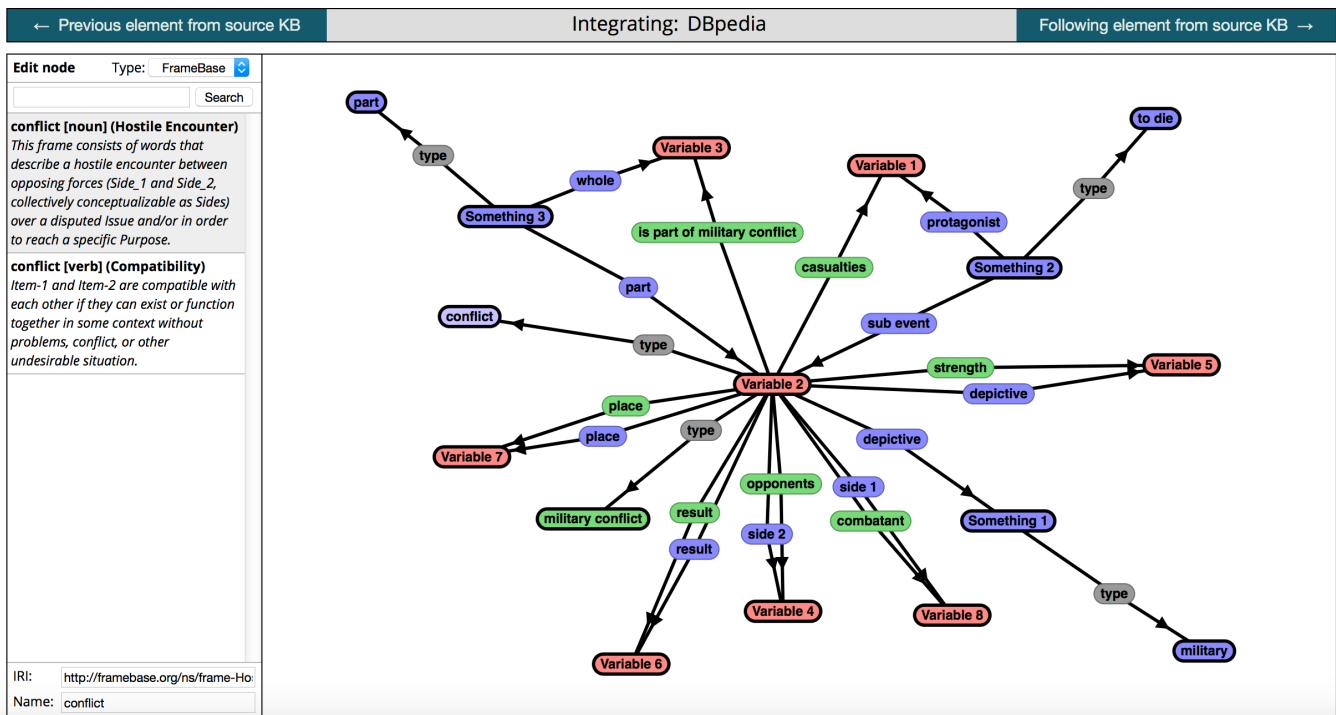 ← Previous element from source KB
Integrating: DBpedia
Following element from source KB →
Edit node
Type:
FrameBase
Search
conflict [noun] (Hostile Encounter)
This frame consists of words that
describe a hostile encounter between
opposing forces (Side_1 and Side_2,
collectively conceptualizable as Sides)
over a disputed Issue and/or in order
to reach a specific Purpose.
conflict [verb] (Compatibility)
Item-1 and Item-2 are compatible with
each other if they can exist or function
together in some context without
problems, conflict, or other
undesirable situation.
IRI:
http://framebase.org/ns/frame-Ho
Name:
conflict
part
to die
type
Variable 3
Variable 1
whole
type
Something 3
protagonist
is part of military conflict
casualties
Something 2
part
conflict
sub event
type
strength
Variable 5
Variable 2
depictive
place
place
type
depictive
Variable 7
opponents
side 1
result
military conflict
combatant
Something 1
side 2
result
type
Variable 4
Variable 8
military
Variable 6